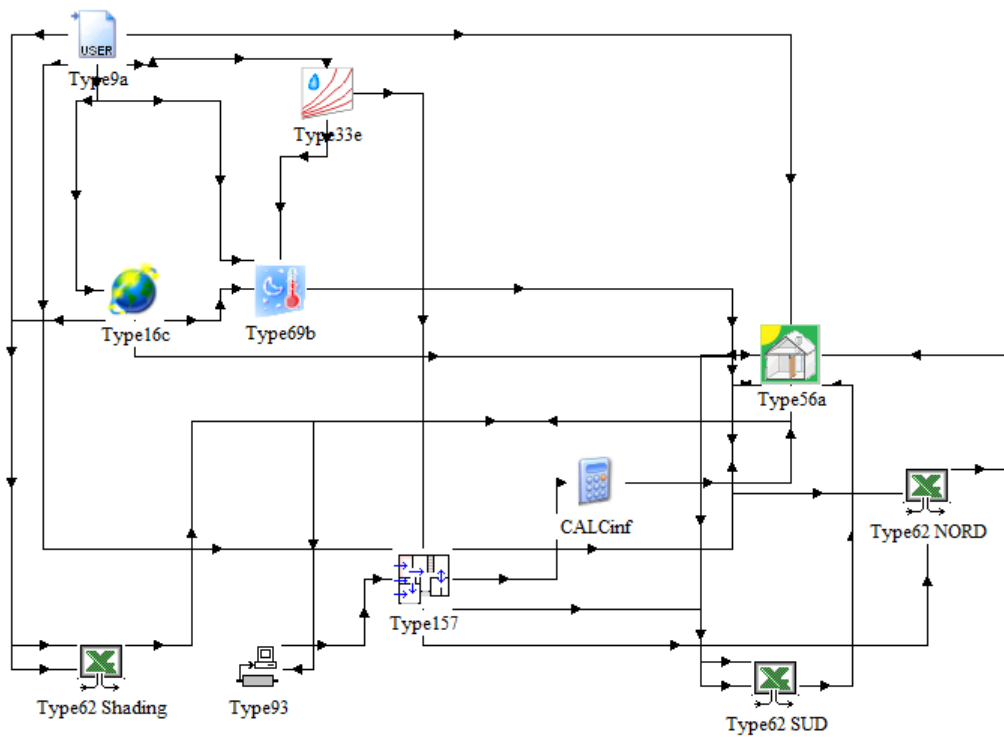 USER
Type9a
Type33e
Type16c
Type69b
Type56a
CALCinf
Type62 NORD
Type157
Type62 Shading
Type93
Type62 SUD